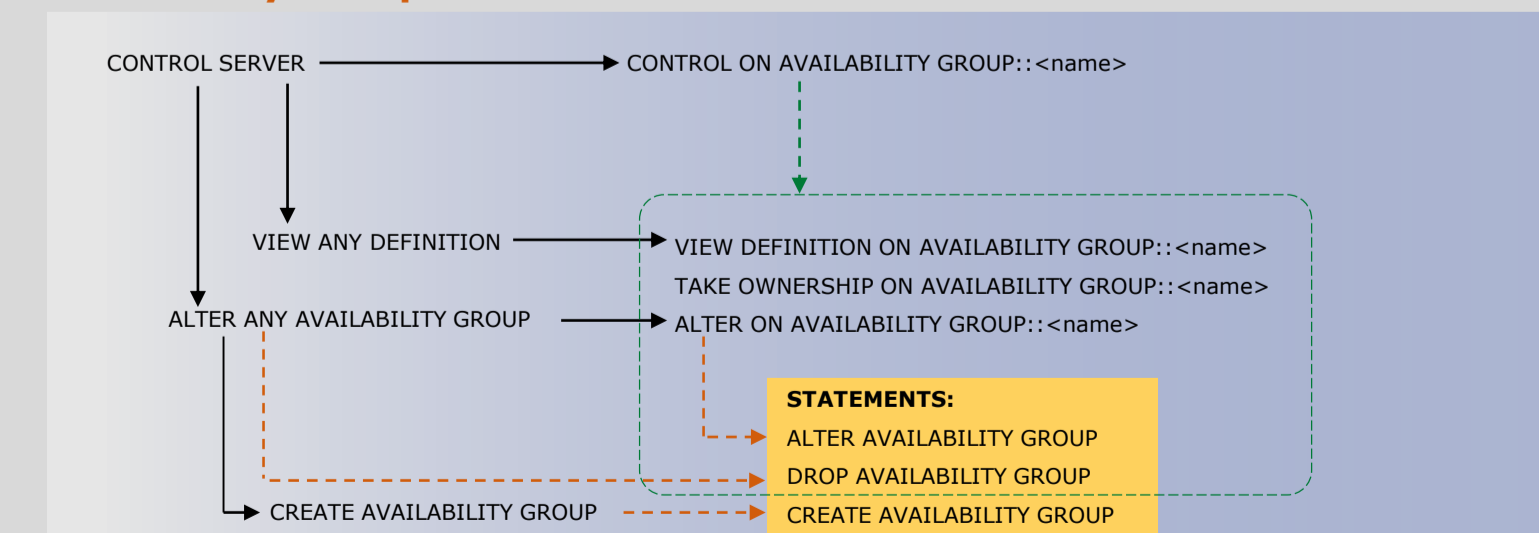 CONTROL SERVER
CONTROL ON AVAILABILITY GROUP::<name>
VIEW ANY DEFINITION
VIEW DEFINITION ON AVAILABILITY GROUP::<name>
TAKE OWNERSHIP ON AVAILABILITY GROUP::<name>
ALTER ANY AVAILABILITY GROUP
ALTER ON AVAILABILITY GROUP::<name>
STATEMENTS:
ALTER AVAILABILITY GROUP
DROP AVAILABILITY GROUP
CREATE AVAILABILITY GROUP
CREATE AVAILABILITY GROUP